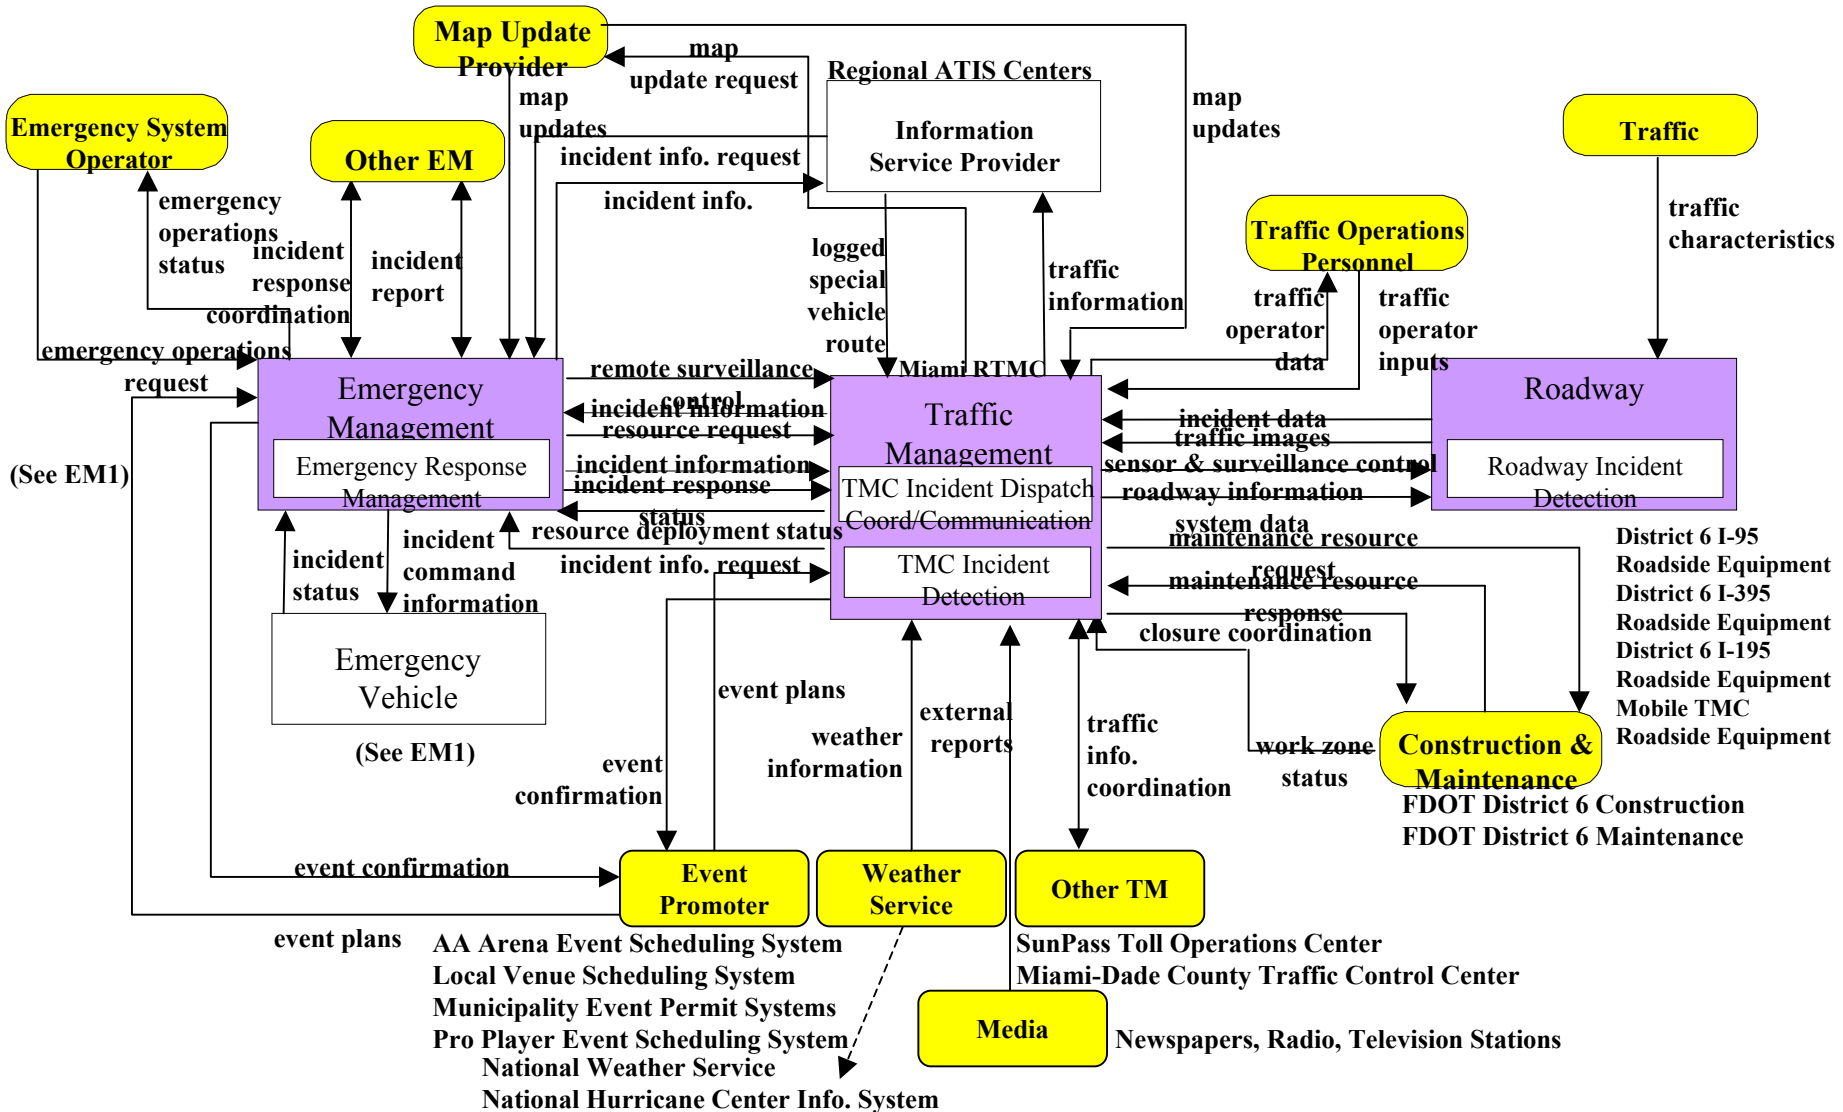 Map Update
Provider
map
update request
Regional ATIS Centers
map
updates
map
updates
Emergency System
Operator
Other EM
Information
Service Provider
Traffic
incident info. request
incident info.
emergency
operations
status
incident
response
coordination
incident
report
logged
special
vehicle
route
traffic
information
Traffic Operations
Personnel
traffic
characteristics
traffic
operator
data
traffic
operator
inputs
emergency operations
request
Emergency
Management
Emergency Response
Management
(See EM1)
remote surveillance
control
incident information
resource request
incident information
incident response
status
resource deployment status
incident info. request
Miami RTMC
Traffic
Management
TMC Incident Dispatch
Coord/Communication
TMC Incident
Detection
incident data
traffic images
sensor & surveillance control
roadway information
system data
Roadway
Roadway Incident
Detection
maintenance resource
request
maintenance resource
response
closure coordination
District 6 I-95
Roadside Equipment
District 6 I-395
Roadside Equipment
District 6 I-195
Roadside Equipment
Mobile TMC
Roadside Equipment
incident
status
incident
command
information
Emergency
Vehicle
(See EM1)
event plans
event
confirmation
weather
information
external
reports
traffic
info.
coordination
work zone
status
Construction &
Maintenance
FDOT District 6 Construction
FDOT District 6 Maintenance
event confirmation
event plans
Event
Promoter
Weather
Service
Other TM
AA Arena Event Scheduling System
Local Venue Scheduling System
Municipality Event Permit Systems
Pro Player Event Scheduling System
National Weather Service
National Hurricane Center Info. System
SunPass Toll Operations Center
Miami-Dade County Traffic Control Center
Media
Newspapers, Radio, Television Stations